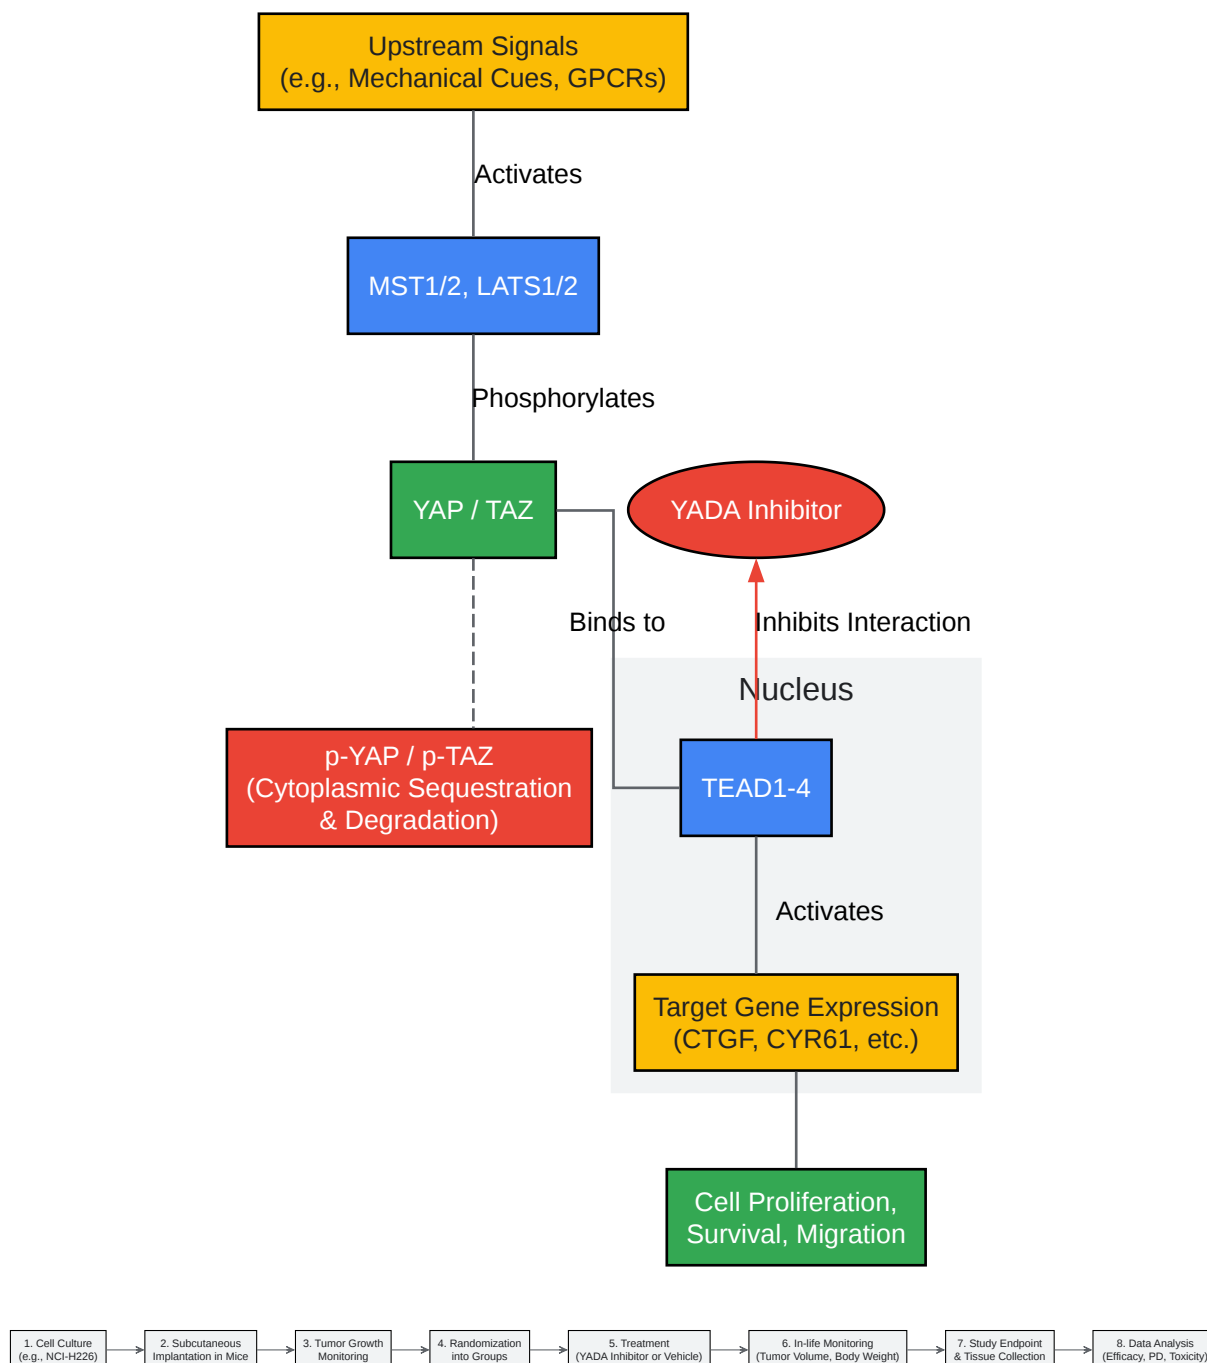 Upstream Signals
(e.g., Mechanical Cues, GPCRs)
Activates
MST1/2, LATS1/2
Phosphorylates
YAP / TAZ
YADA Inhibitor
Binds to
Inhibits Interaction
Nucleus
p-YAP / p-TAZ
(Cytoplasmic Sequestration
& Degradation)
TEAD1-4
Activates
Target Gene Expression
(CTGF, CYR61, etc.)
Cell Proliferation,
Survival, Migration
1. Cell Culture
(e.g., NCI-H226)
2. Subcutaneous
Implantation in Mice
3. Tumor Growth
Monitoring
4. Randomization
into Groups
5. Treatment
(YADA Inhibitor or Vehicle)
6. In-life Monitoring
(Tumor Volume, Body Weight)
7. Study Endpoint
& Tissue Collection
8. Data Analysis
(Efficacy, PD, Toxicity)